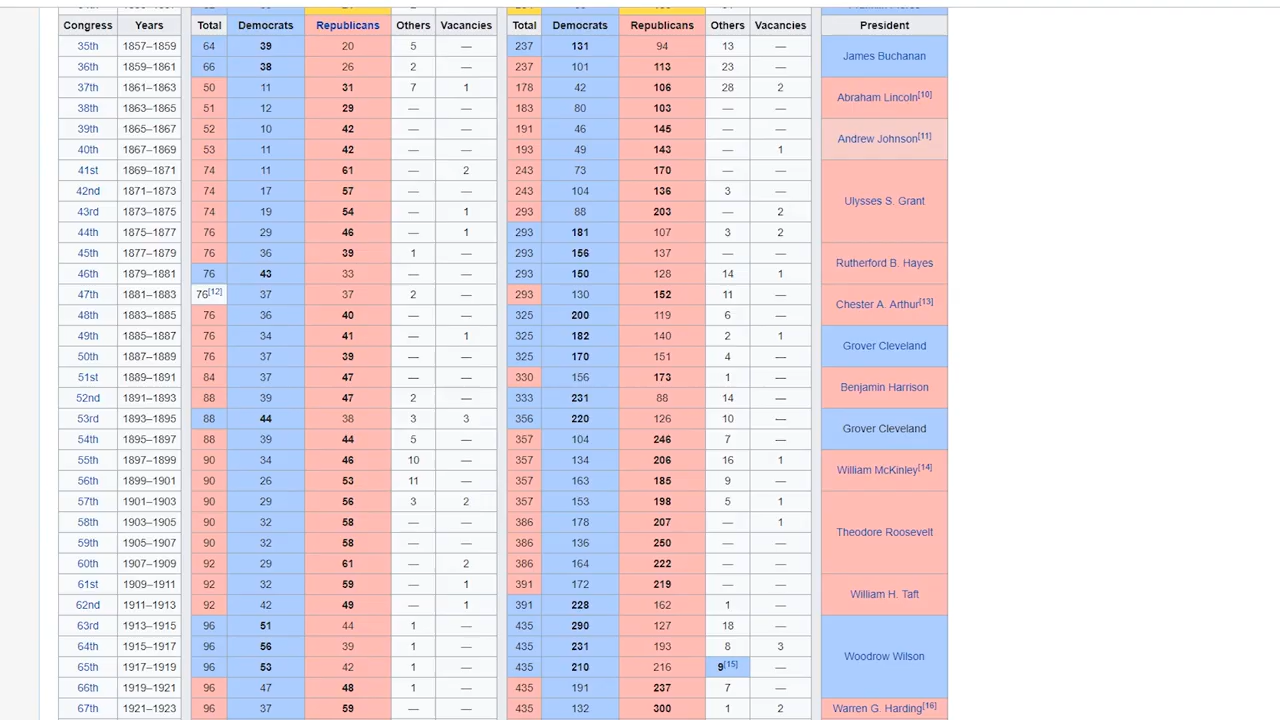 Congress Years Total Democrats Republicans Others Vacancies Total Democrats Republicans Others Vacancies President
35th 1857–1859 64 39 20 5 — 237 131 94 13 — James Buchanan
36th 1859–1861 66 38 26 2 — 237 101 113 23 —
37th 1861–1863 50 11 31 7 1 178 42 106 28 2 Abraham Lincoln[10]
38th 1863–1865 51 12 29 — — 183 80 103 — —
39th 1865–1867 52 10 42 — — 191 46 145 — — Andrew Johnson[11]
40th 1867–1869 53 11 42 — — 193 49 143 — 1
41st 1869–1871 74 11 61 — 2 243 73 170 — — Ulysses S. Grant
42nd 1871–1873 74 17 57 — — 243 104 136 3 —
43rd 1873–1875 74 19 54 — 1 293 88 203 — 2
44th 1875–1877 76 29 46 — 1 293 181 107 3 2
45th 1877–1879 76 36 39 1 — 293 156 137 — — Rutherford B. Hayes
46th 1879–1881 76 43 33 — — 293 150 128 14 1
47th 1881–1883 76[12] 37 37 2 — 293 130 152 11 — Chester A. Arthur[13]
48th 1883–1885 76 36 40 — — 325 200 119 6 —
49th 1885–1887 76 34 41 — 1 325 182 140 2 1 Grover Cleveland
50th 1887–1889 76 37 39 — — 325 170 151 4 —
51st 1889–1891 84 37 47 — — 330 156 173 1 — Benjamin Harrison
52nd 1891–1893 88 39 47 2 — 333 231 88 14 —
53rd 1893–1895 88 44 38 3 3 356 220 126 10 — Grover Cleveland
54th 1895–1897 88 39 44 5 — 357 104 246 7 —
55th 1897–1899 90 34 46 10 — 357 134 206 16 1 William McKinley[14]
56th 1899–1901 90 26 53 11 — 357 163 185 9 —
57th 1901–1903 90 29 56 3 2 357 153 198 5 1 Theodore Roosevelt
58th 1903–1905 90 32 58 — — 386 178 207 — 1
59th 1905–1907 90 32 58 — — 386 136 250 — —
60th 1907–1909 92 29 61 — 2 386 164 222 — —
61st 1909–1911 92 32 59 — 1 391 172 219 — — William H. Taft
62nd 1911–1913 92 42 49 — 1 391 228 162 1 —
63rd 1913–1915 96 51 44 1 — 435 290 127 18 — Woodrow Wilson
64th 1915–1917 96 56 39 1 — 435 231 193 8 3
65th 1917–1919 96 53 42 1 — 435 210 216 9[15] —
66th 1919–1921 96 47 48 1 — 435 191 237 7 —
67th 1921–1923 96 37 59 — — 435 132 300 1 2 Warren G. Harding[16]